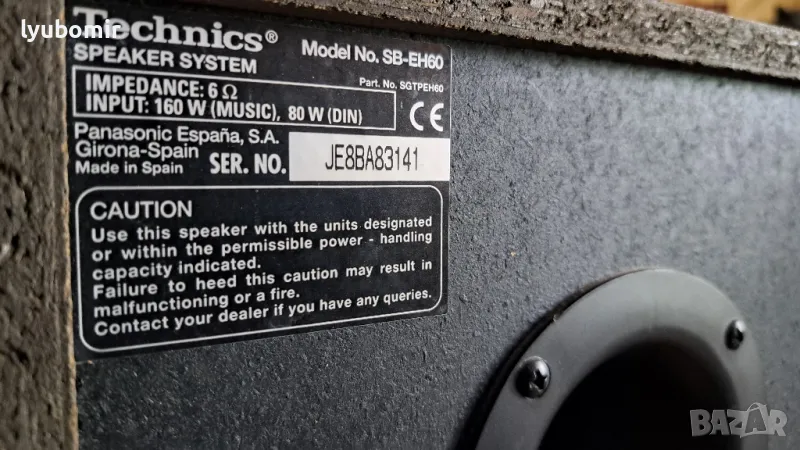 lyubomir
Technics®
SPEAKER SYSTEM
Model No. SB-EH60
Part. No. SGTPEH60
IMPEDANCE: 6 Ω
INPUT: 160 W (MUSIC), 80 W (DIN)
CE
Panasonic España, S.A.
Girona-Spain
Made in Spain
SER. NO. JE8BA83141
CAUTION
Use this speaker with the units designated
or within the permissible power - handling
capacity indicated.
Failure to heed this caution may result in
malfunctioning or a fire.
Contact your dealer if you have any queries.
BAZAR